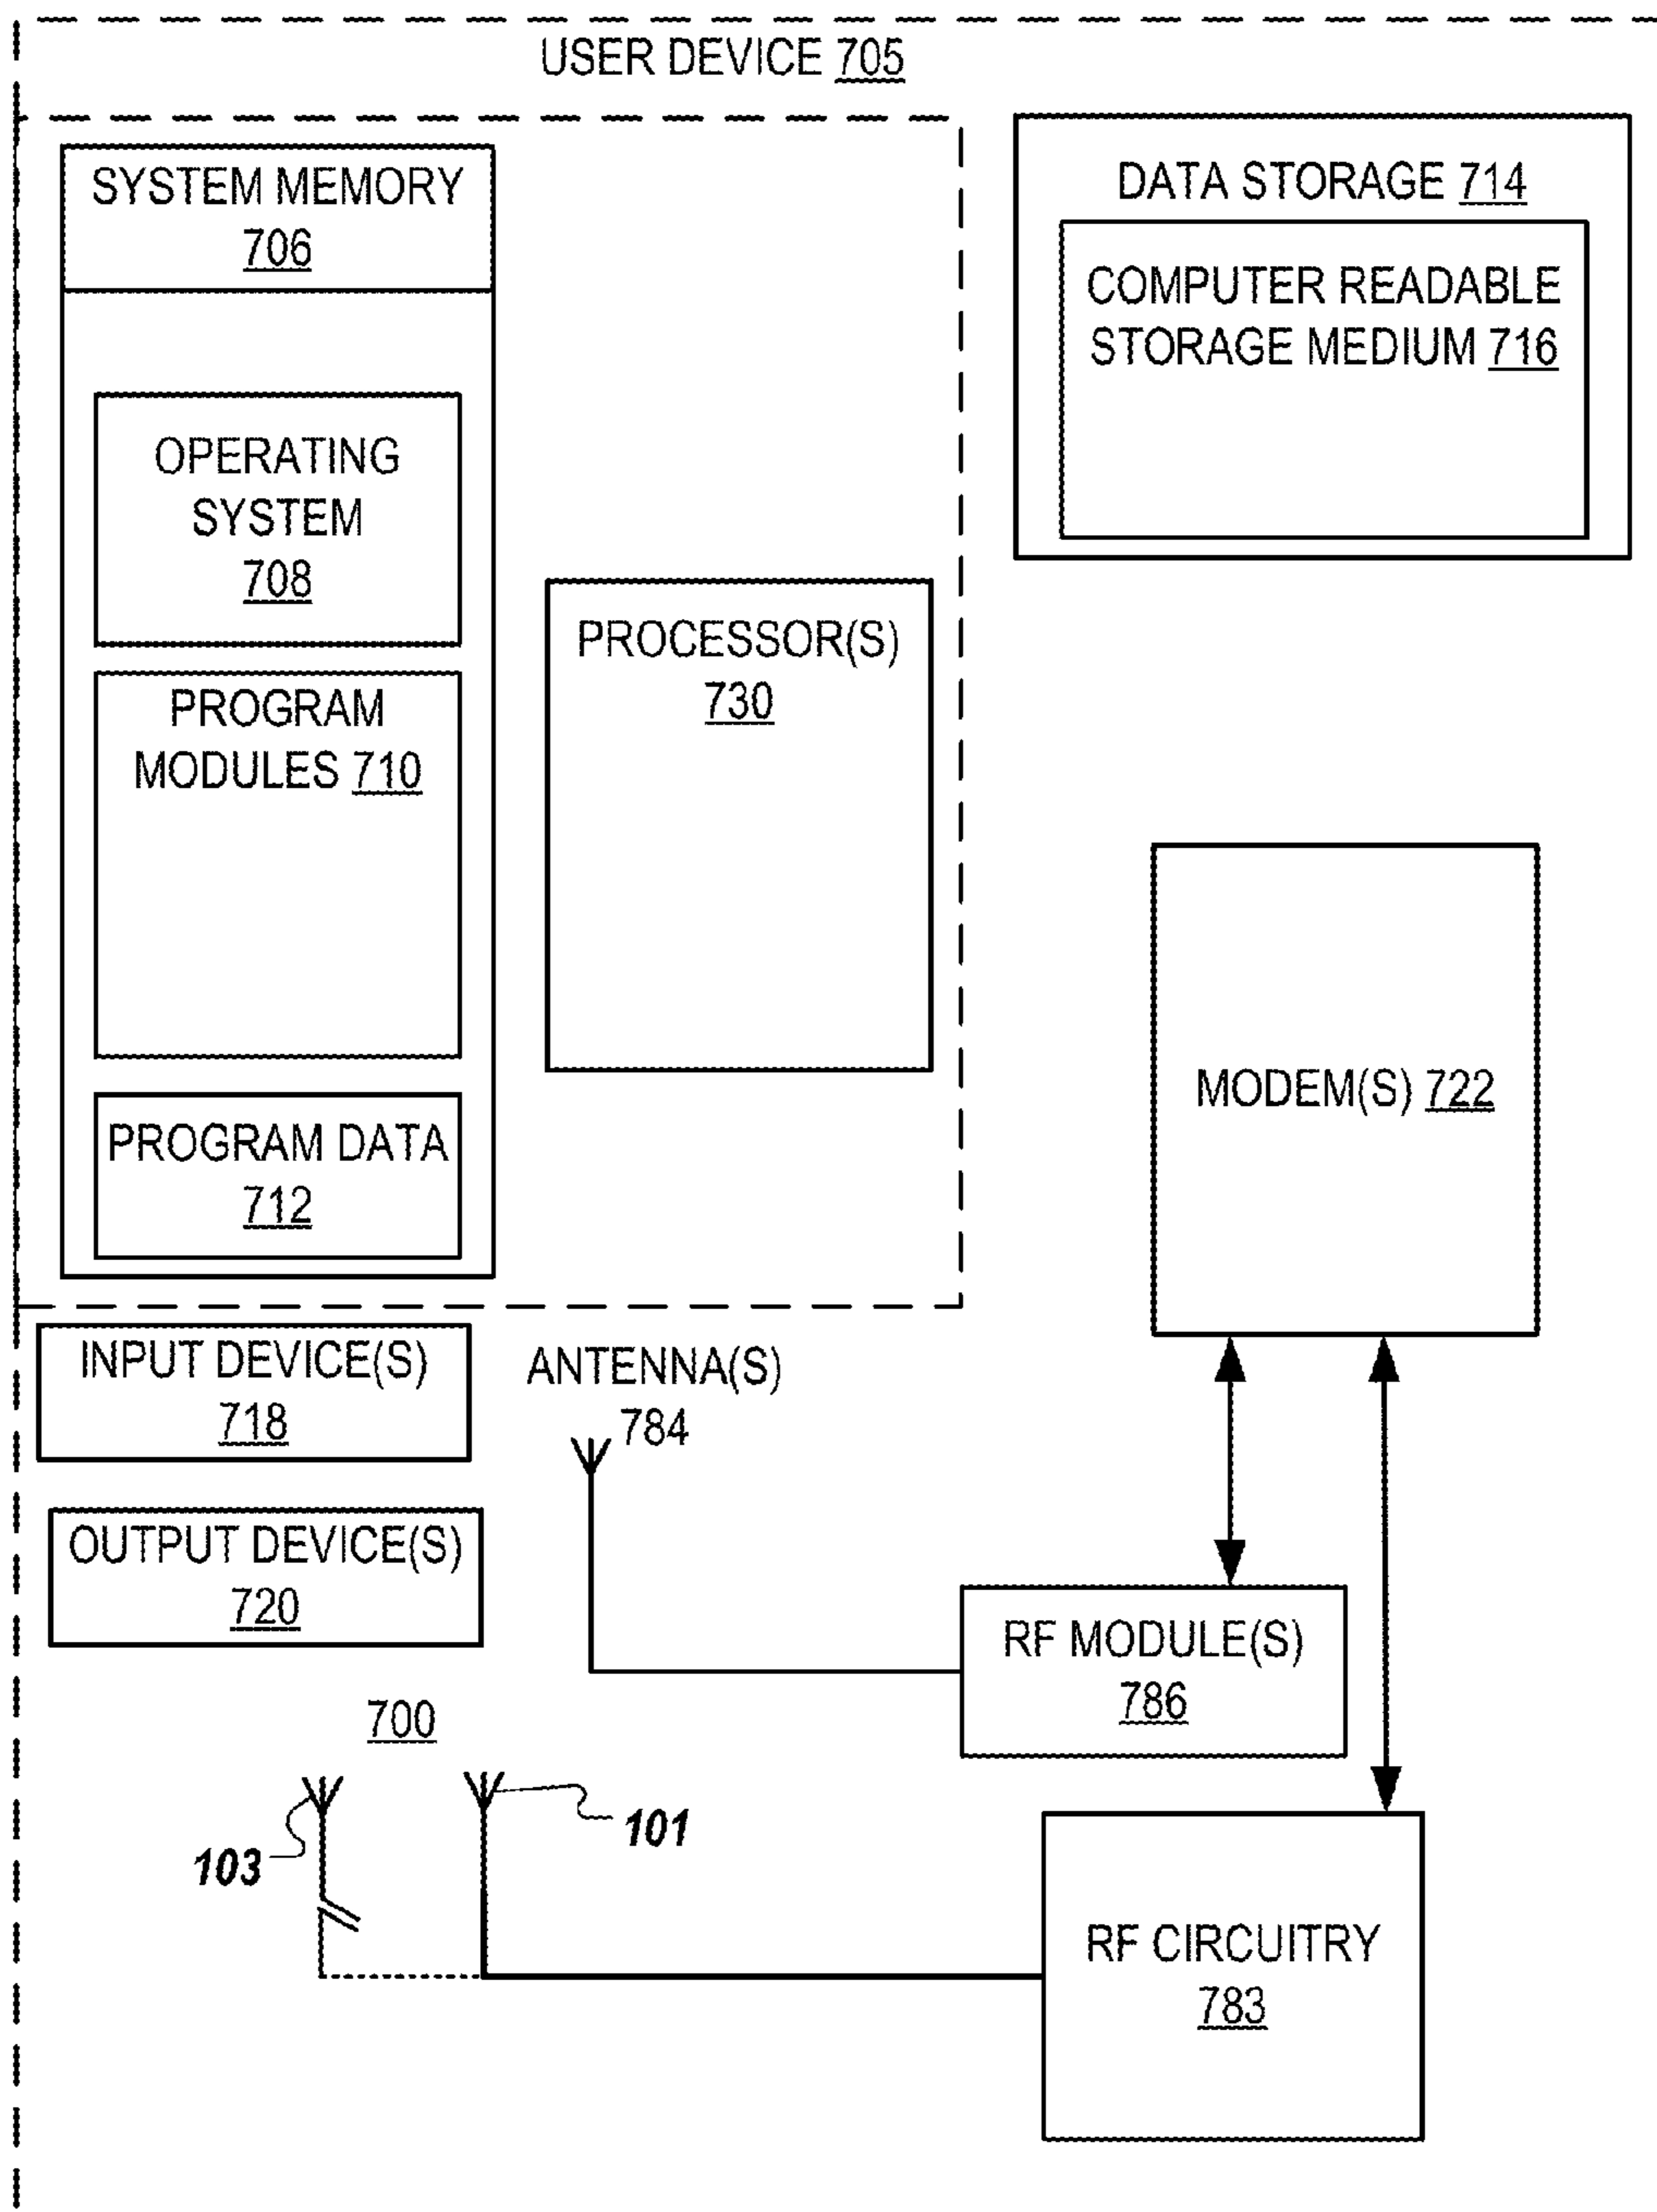 USER DEVICE 705
SYSTEM MEMORY
706
OPERATING
SYSTEM
708
PROGRAM
MODULES 710
PROGRAM DATA
712
PROCESSOR(S)
730
DATA STORAGE 714
COMPUTER READABLE
STORAGE MEDIUM 716
MODEM(S) 722
INPUT DEVICE(S)
718
OUTPUT DEVICE(S)
720
ANTENNA(S)
784
RF MODULE(S)
786
700
103
101
RF CIRCUITRY
783